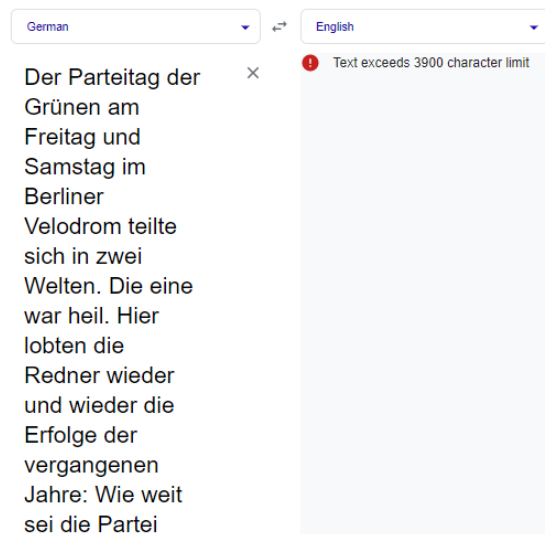 German
English
Der Parteitag der
Grünen am
Freitag und
Samstag im
Berliner
Velodrom teilte
sich in zwei
Welten. Die eine
war heil. Hier
lobten die
Redner wieder
und wieder die
Erfolge der
vergangenen
Jahre: Wie weit
sei die Partei
Text exceeds 3900 character limit